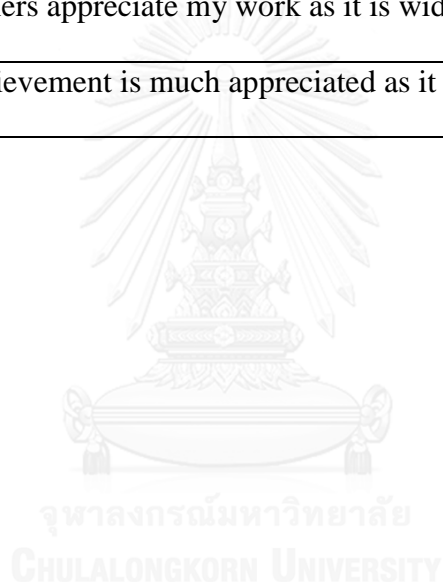 ers appreciate my work as it is wid
ievement is much appreciated as it
จุฬาลงกรณ์มหาวิทยาลัย
CHULALONGKORN UNIVERSITY